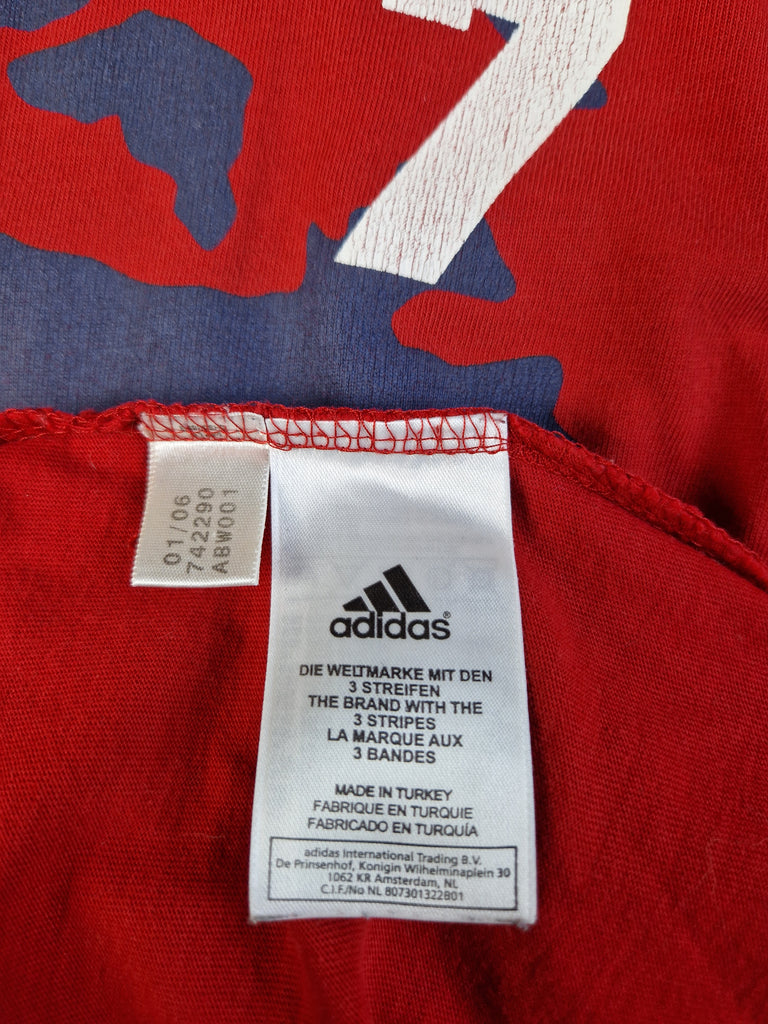 01/06
742290
ABW001
adidas®
DIE WELTMARKE MIT DEN
3 STREIFEN
THE BRAND WITH THE
3 STRIPES
LA MARQUE AUX
3 BANDES
MADE IN TURKEY
FABRIQUE EN TURQUIE
FABRICADO EN TURQUÍA
adidas International Trading B.V.
De Prinsenhof, Konigin Wilhelminaplein 30
1062 KR Amsterdam, NL
C.I.F./No NL 807301322B01